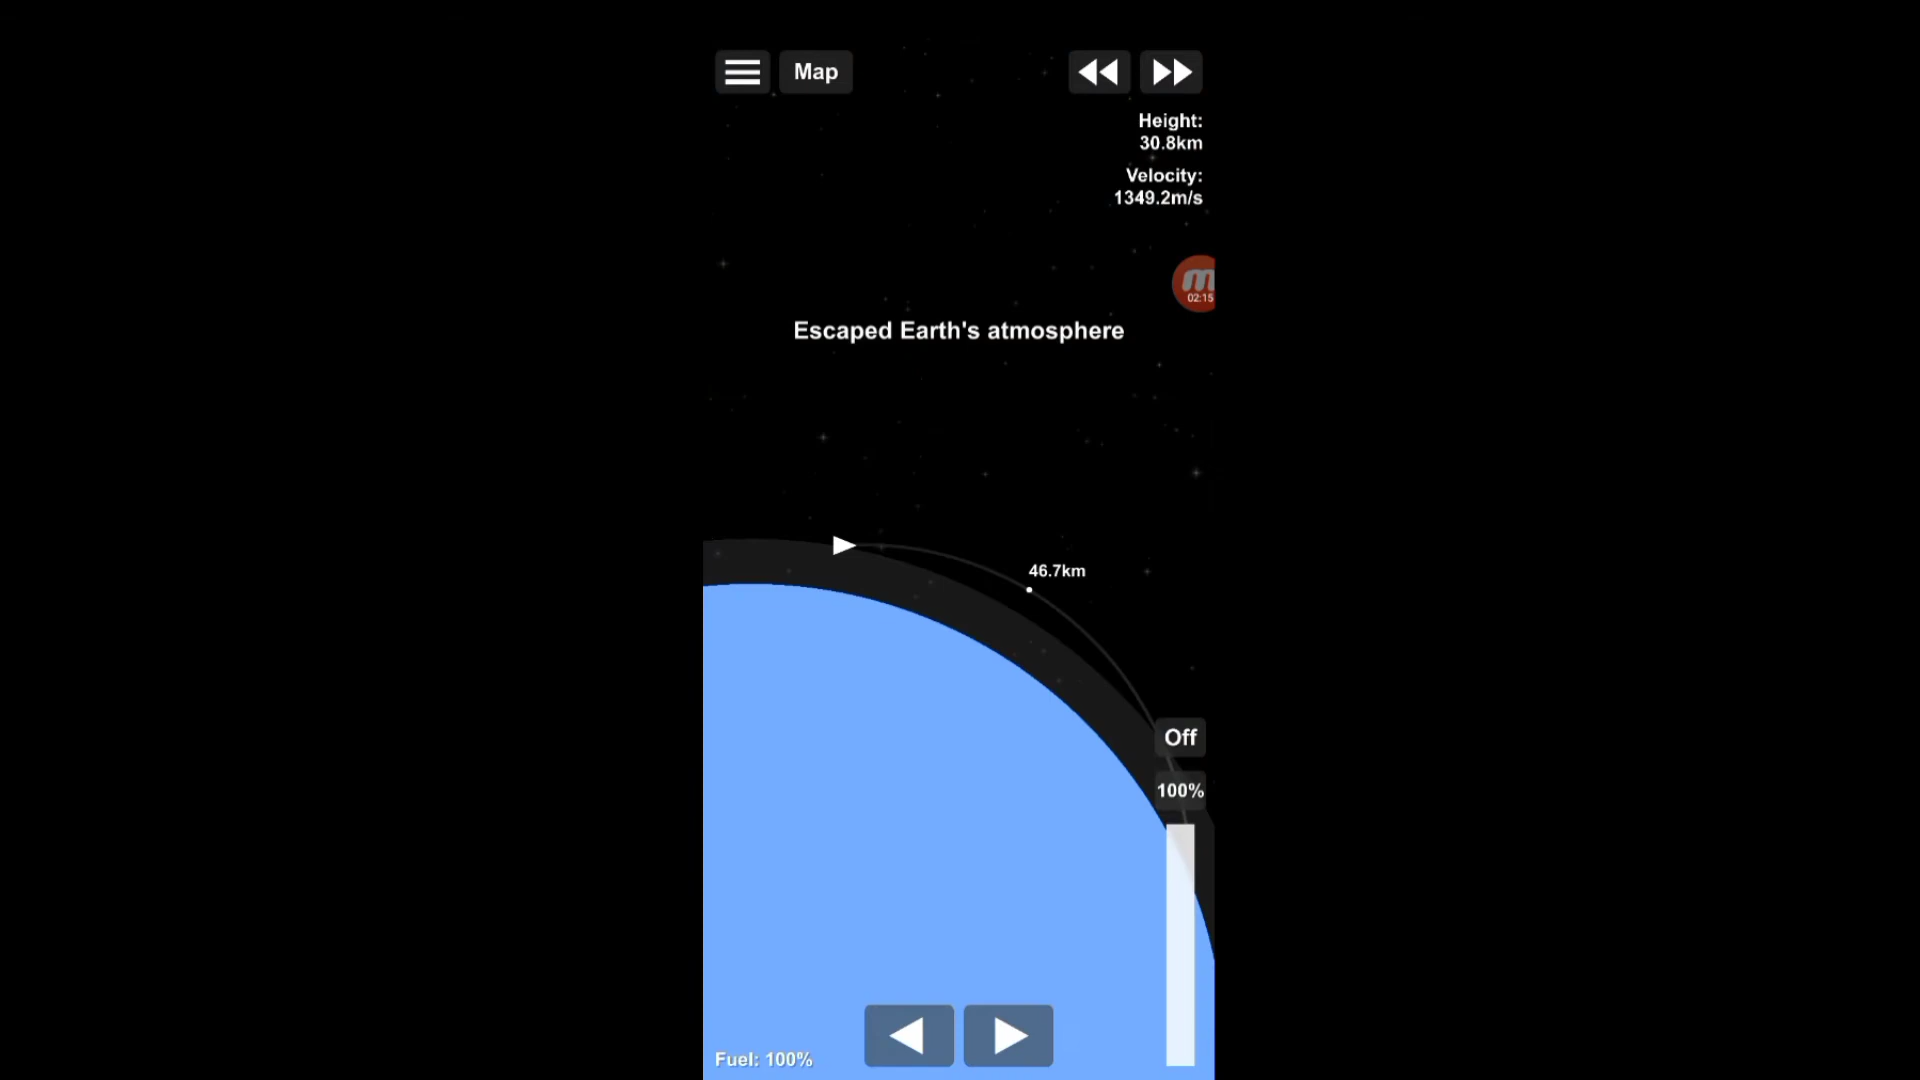 Map
Height:
30.8km
Velocity:
1349.2m/s
m
02:15
Escaped Earth's atmosphere
46.7km
Off
100%
Fuel: 100%